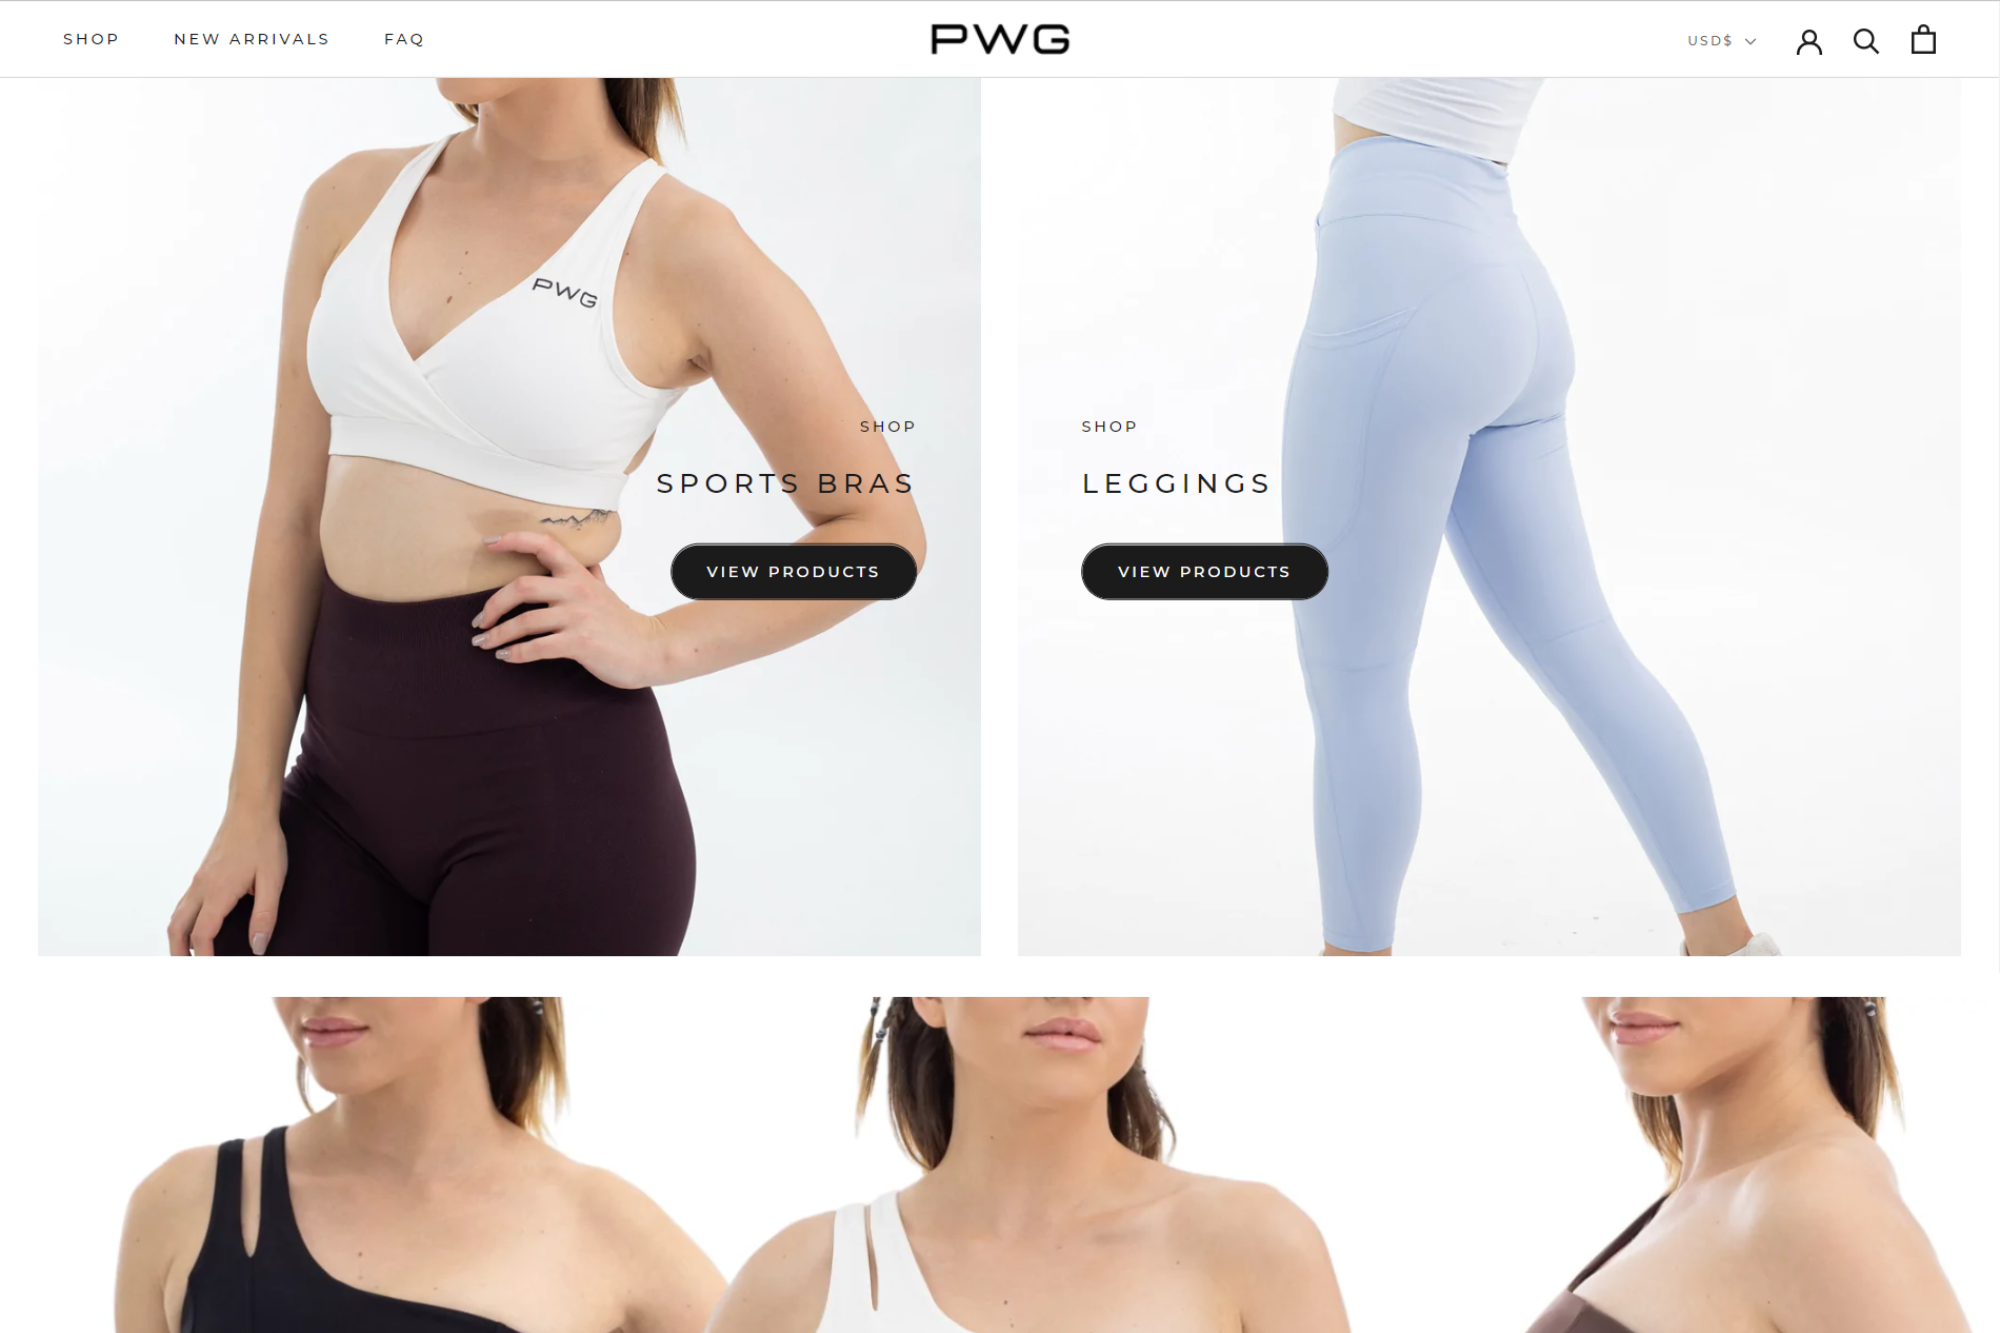 SHOP
NEW ARRIVALS
FAQ
PWG
USD$
PWG
SHOP
SPORTS BRAS
VIEW PRODUCTS
SHOP
LEGGINGS
VIEW PRODUCTS